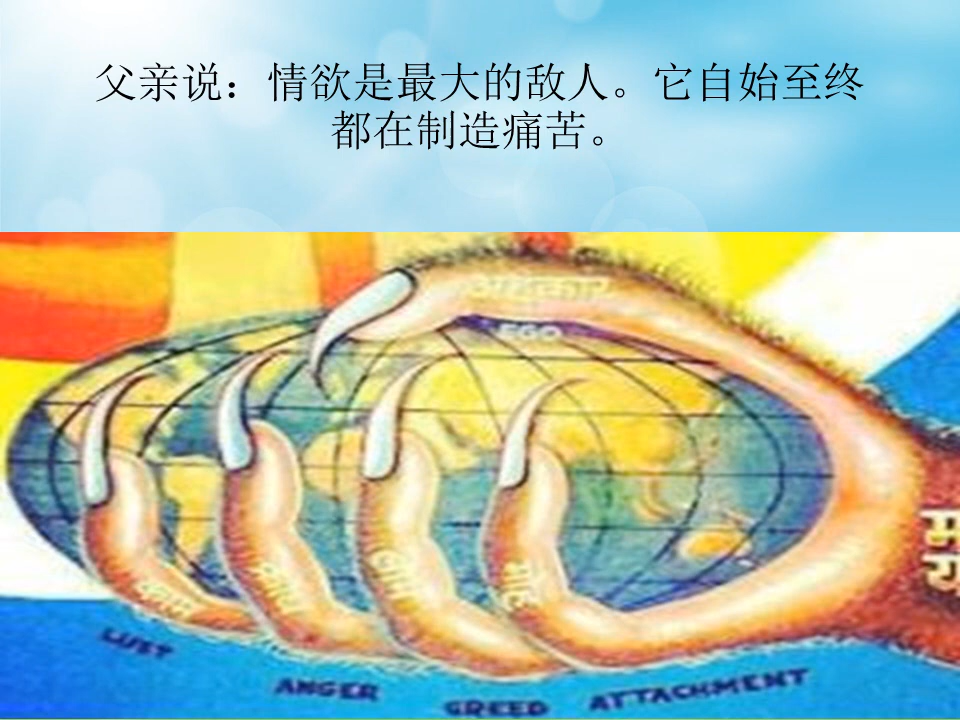 父亲说：情欲是最大的敌人。它自始至终
都在制造痛苦。
अहंकार
EGO
काम
क्रोध
लोभ
मोह
LUST
ANGER
GREED
ATTACHMENT